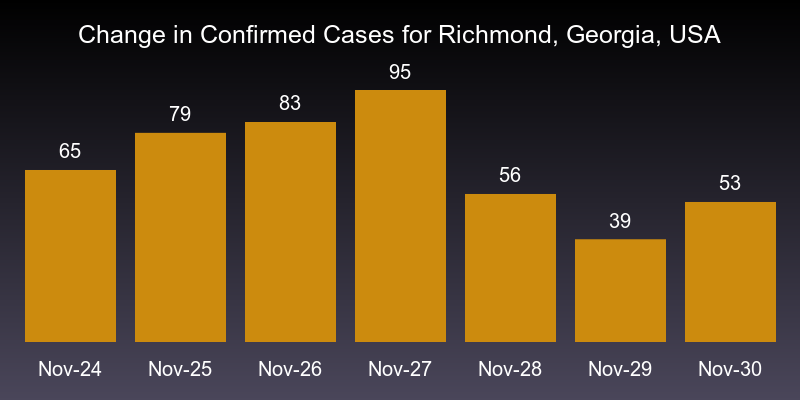 Change in Confirmed Cases for Richmond, Georgia, USA
65
79
83
95
56
39
53
Nov-24
Nov-25
Nov-26
Nov-27
Nov-28
Nov-29
Nov-30